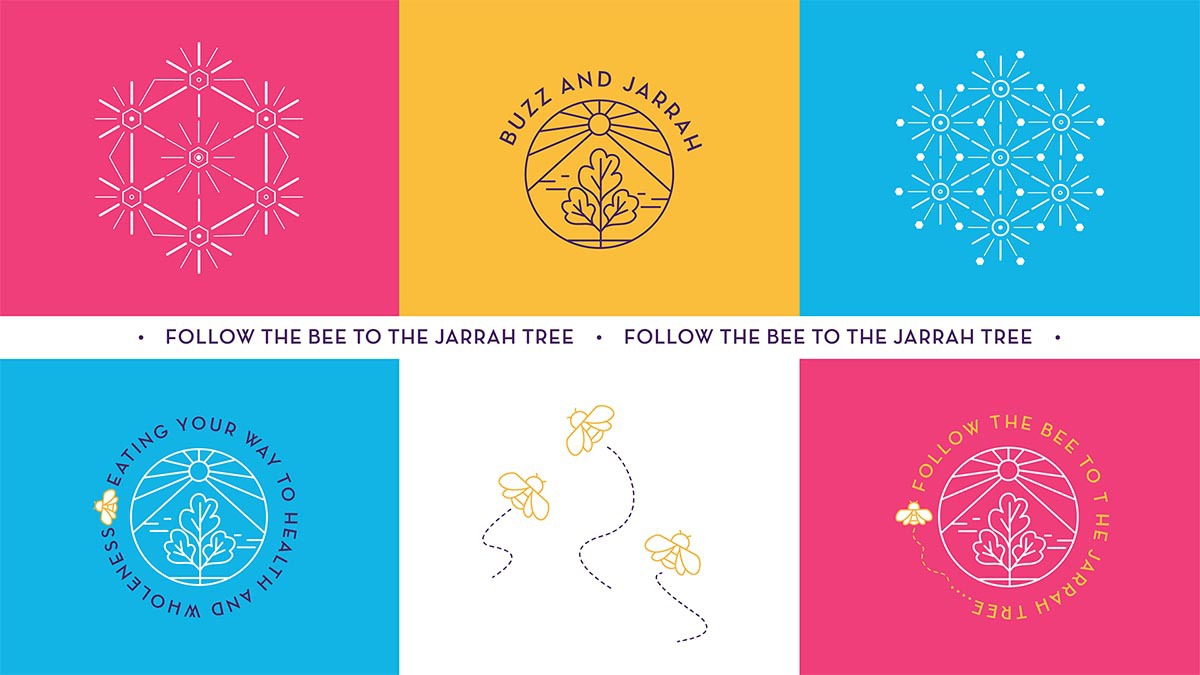 BUZZ AND JARRAH
• FOLLOW THE BEE TO THE JARRAH TREE • FOLLOW THE BEE TO THE JARRAH TREE •
EATING YOUR WAY TO HEALTH AND WHOLENESS
FOLLOW THE BEE TO T HE JARRAH TREE.....